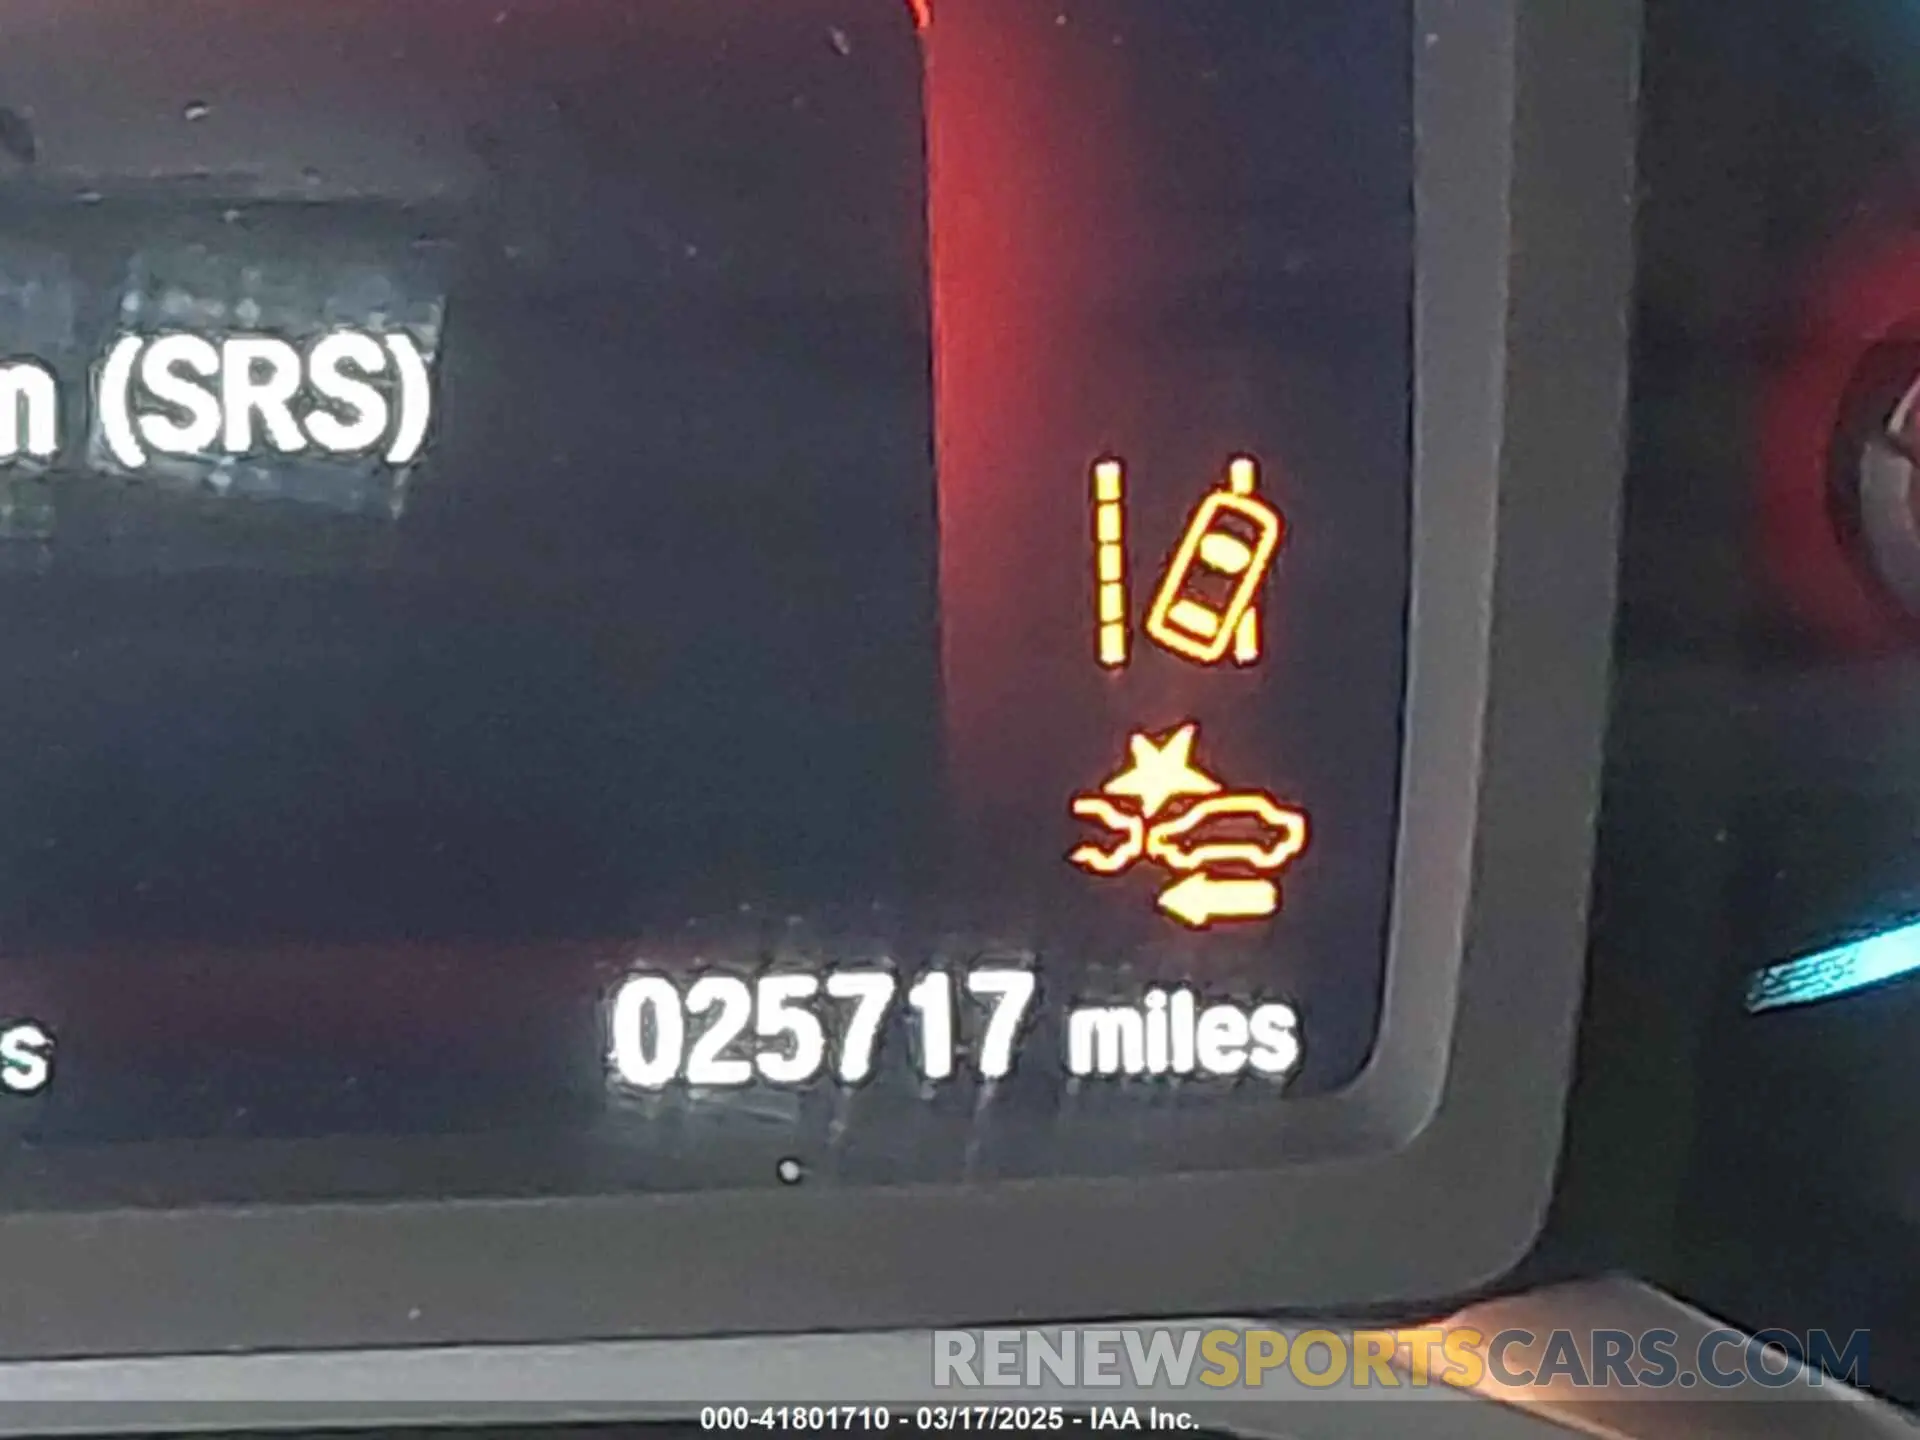 (SRS)
025717 miles
RENEWSPORTSCARS.COM
000-41801710 - 03/17/2025 - IAA Inc.